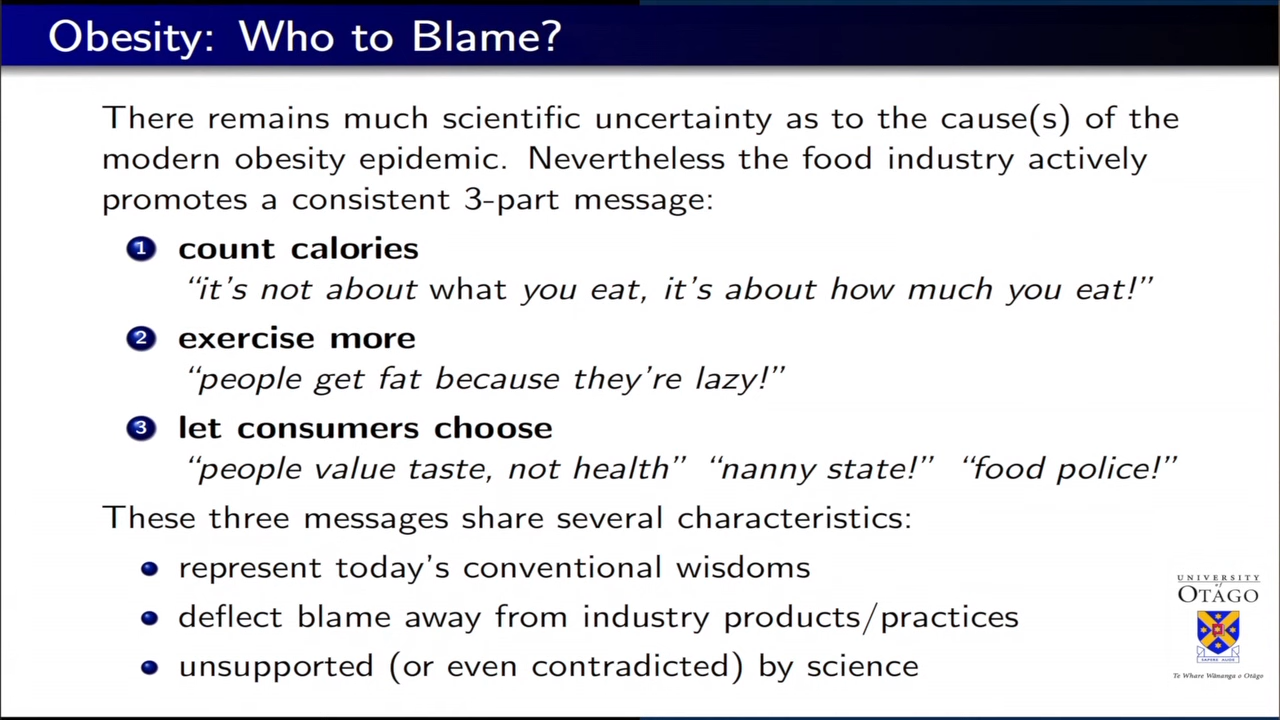 Obesity: Who to Blame?
There remains much scientific uncertainty as to the cause(s) of the
modern obesity epidemic. Nevertheless the food industry actively
promotes a consistent 3-part message:
1 count calories
“it’s not about what you eat, it’s about how much you eat!”
2 exercise more
“people get fat because they’re lazy!”
3 let consumers choose
“people value taste, not health” “nanny state!” “food police!”
These three messages share several characteristics:
represent today’s conventional wisdoms
deflect blame away from industry products/practices
unsupported (or even contradicted) by science
UNIVERSITY
of
OTAGO
SAPERE AUDE
Te Whare Wānanga o Otāgo